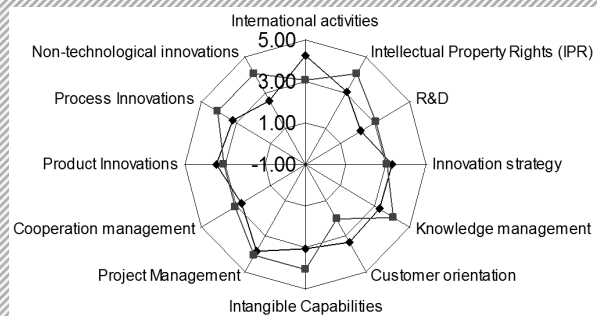 International activities
5.00
Non-technological innovations
Intellectual Property Rights (IPR)
3.00
Process Innovations
R&D
1.00
Product Innovations
-1.00
Innovation strategy
Cooperation management
Knowledge management
Project Management
Customer orientation
Intangible Capabilities